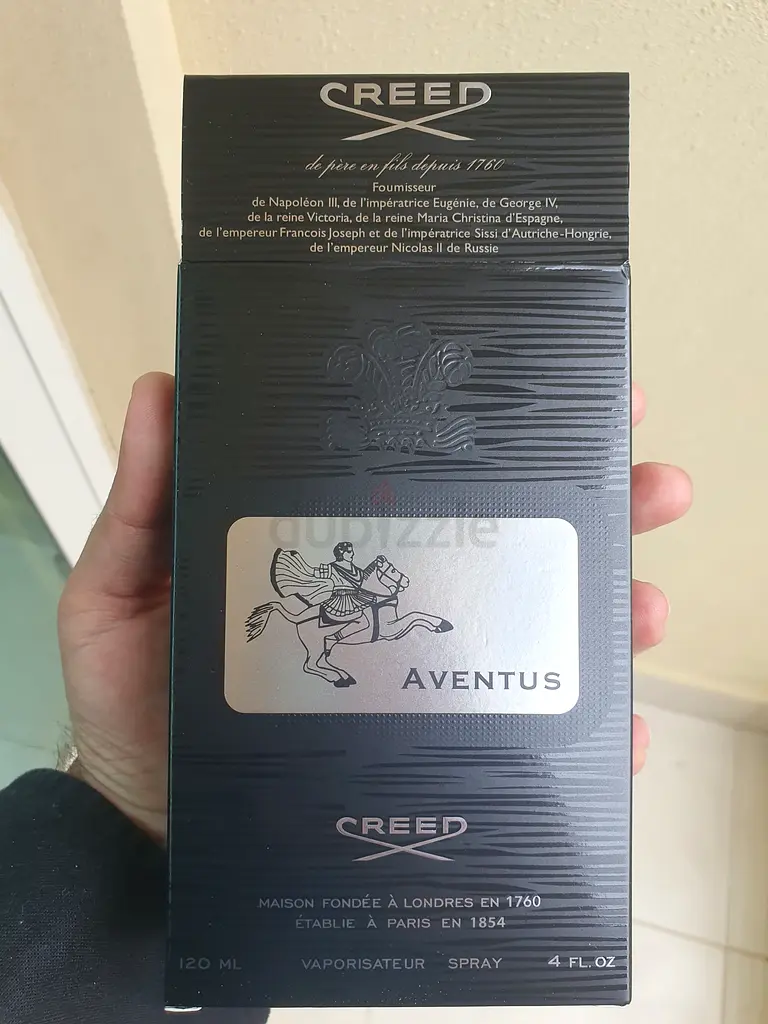 CREED
de père en fils depuis 1760
Fournisseur
de Napoléon III, de l'impératrice Eugénie, de George IV,
de la reine Victoria, de la reine Maria Christina d'Espagne,
de l'empereur Francois Joseph et de l'impératrice Sissi d'Autriche-Hongrie,
de l'empereur Nicolas II de Russie
dubizzle
AVENTUS
CREED
MAISON FONDÉE À LONDRES EN 1760
ÉTABLIE À PARIS EN 1854
120 ML VAPORISATEUR SPRAY 4 FL. OZ